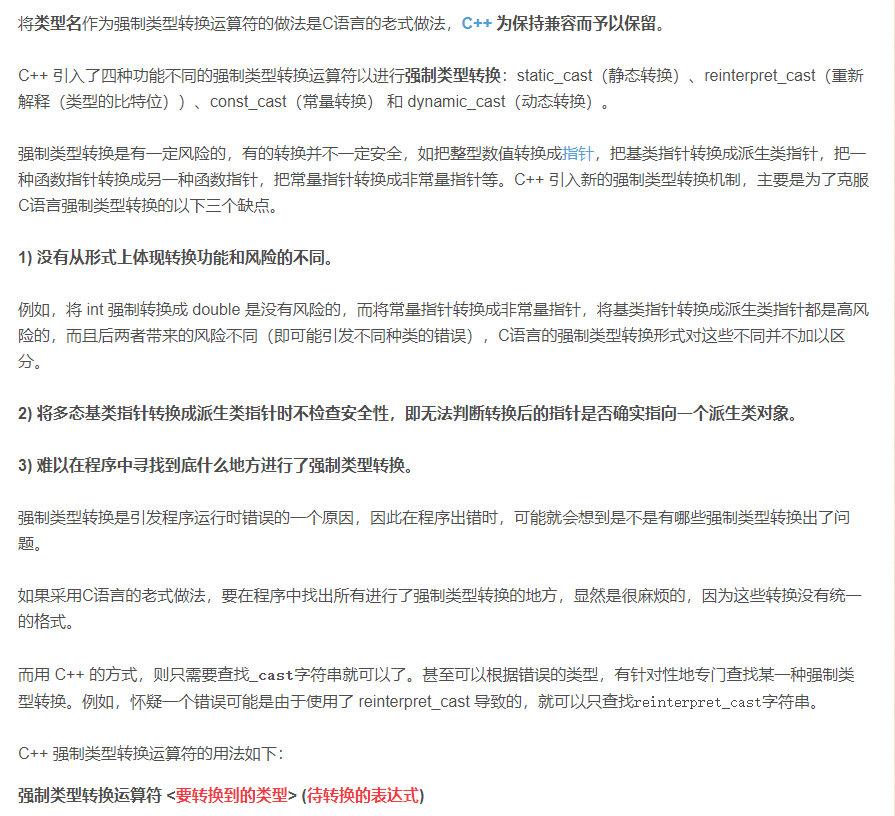 将类型名作为强制类型转换运算符的做法是C语言的老式做法，C++ 为保持兼容而予以保留。
C++ 引入了四种功能不同的强制类型转换运算符以进行强制类型转换：static_cast（静态转换）、reinterpret_cast（重新
解释（类型的比特位））、const_cast（常量转换） 和 dynamic_cast（动态转换）。
强制类型转换是有一定风险的，有的转换并不一定安全，如把整型数值转换成指针，把基类指针转换成派生类指针，把一
种函数指针转换成另一种函数指针，把常量指针转换成非常量指针等。C++ 引入新的强制类型转换机制，主要是为了克服
C语言强制类型转换的以下三个缺点。
1) 没有从形式上体现转换功能和风险的不同。
例如，将 int 强制转换成 double 是没有风险的，而将常量指针转换成非常量指针，将基类指针转换成派生类指针都是高风
险的，而且后两者带来的风险不同（即可能引发不同种类的错误），C语言的强制类型转换形式对这些不同并不加以区
分。
2) 将多态基类指针转换成派生类指针时不检查安全性，即无法判断转换后的指针是否确实指向一个派生类对象。
3) 难以在程序中寻找到底什么地方进行了强制类型转换。
强制类型转换是引发程序运行时错误的一个原因，因此在程序出错时，可能就会想到是不是有哪些强制类型转换出了问
题。
如果采用C语言的老式做法，要在程序中找出所有进行了强制类型转换的地方，显然是很麻烦的，因为这些转换没有统一
的格式。
而用 C++ 的方式，则只需要查找_cast字符串就可以了。甚至可以根据错误的类型，有针对性地专门查找某一种强制类
型转换。例如，怀疑一个错误可能是由于使用了 reinterpret_cast 导致的，就可以只查找reinterpret_cast字符串。
C++ 强制类型转换运算符的用法如下：
强制类型转换运算符 <要转换到的类型> (待转换的表达式)